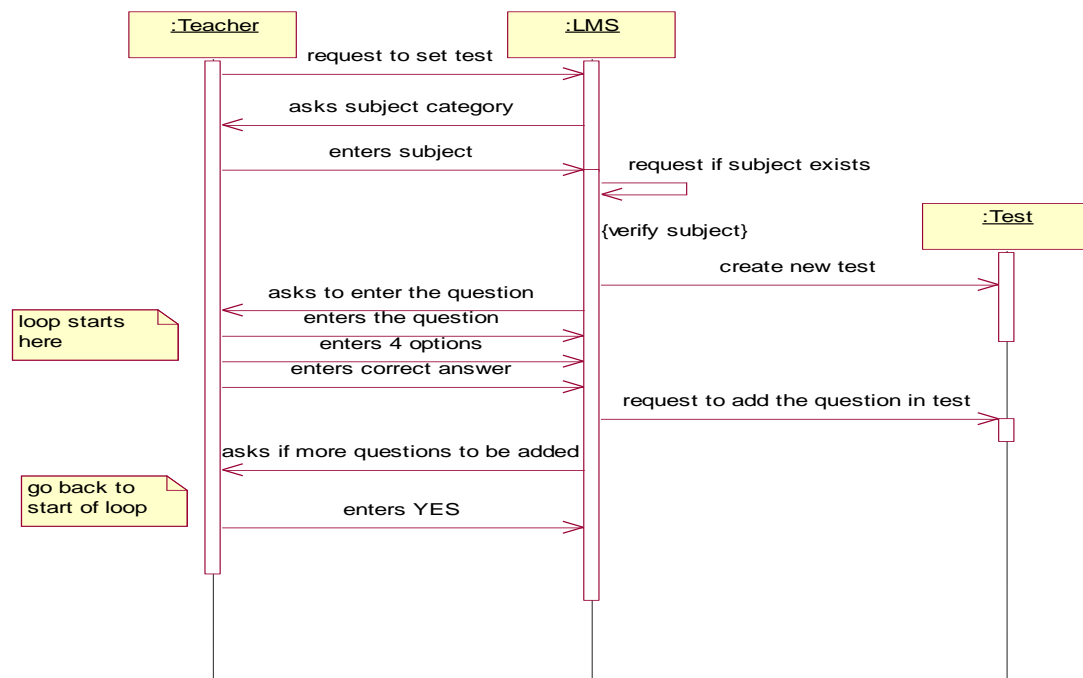 :Teacher
:LMS
request to set test
asks subject category
enters subject
request if subject exists
:Test
{verify subject}
create new test
asks to enter the question
loop starts
here
enters the question
enters 4 options
enters correct answer
request to add the question in test
asks if more questions to be added
go back to
start of loop
enters YES